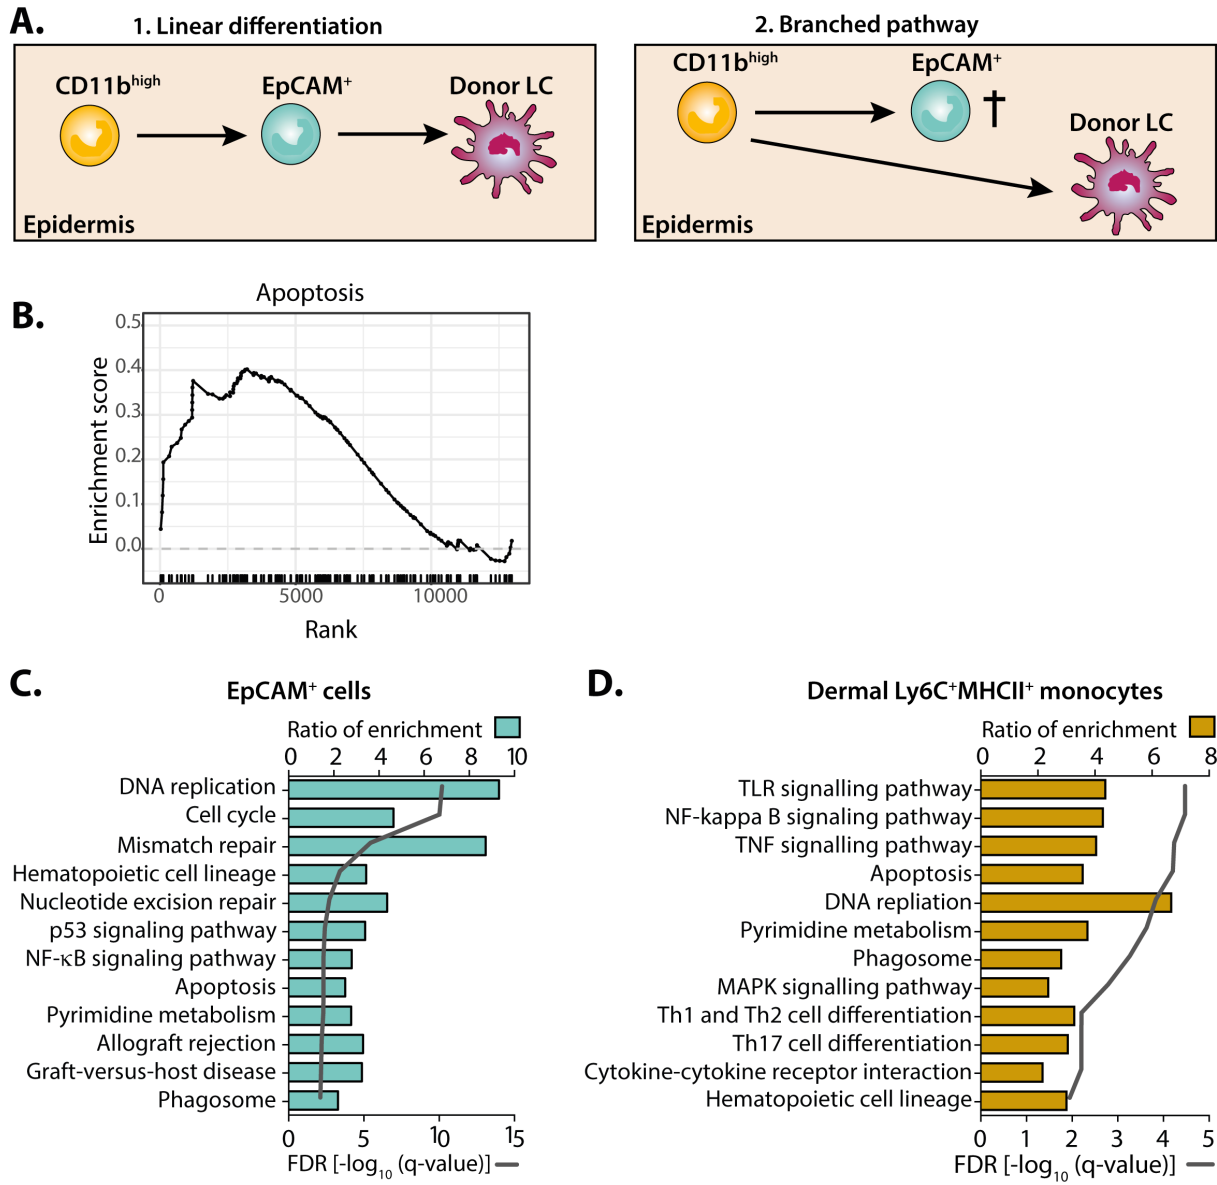 A.
1. Linear differentiation
CD11bhigh
EpCAM+
Donor LC
Epidermis
2. Branched pathway
CD11bhigh
EpCAM+
†
Donor LC
Epidermis
B.
Apoptosis
Enrichment score
0.5
0.4
0.3
0.2
0.1
0.0
0 5000 10000
Rank
C.
EpCAM+ cells
Ratio of enrichment
0 2 4 6 8 10
DNA replication
Cell cycle
Mismatch repair
Hematopoietic cell lineage
Nucleotide excision repair
p53 signaling pathway
NF-κB signaling pathway
Apoptosis
Pyrimidine metabolism
Allograft rejection
Graft-versus-host disease
Phagosome
0 5 10 15
FDR [-log10 (q-value)]
D.
Dermal Ly6C+MHCII+ monocytes
Ratio of enrichment
0 2 4 6 8
TLR signalling pathway
NF-kappa B signaling pathway
TNF signalling pathway
Apoptosis
DNA repliation
Pyrimidine metabolism
Phagosome
MAPK signalling pathway
Th1 and Th2 cell differentiation
Th17 cell differentiation
Cytokine-cytokine receptor interaction
Hematopoietic cell lineage
0 1 2 3 4 5
FDR [-log10 (q-value)]